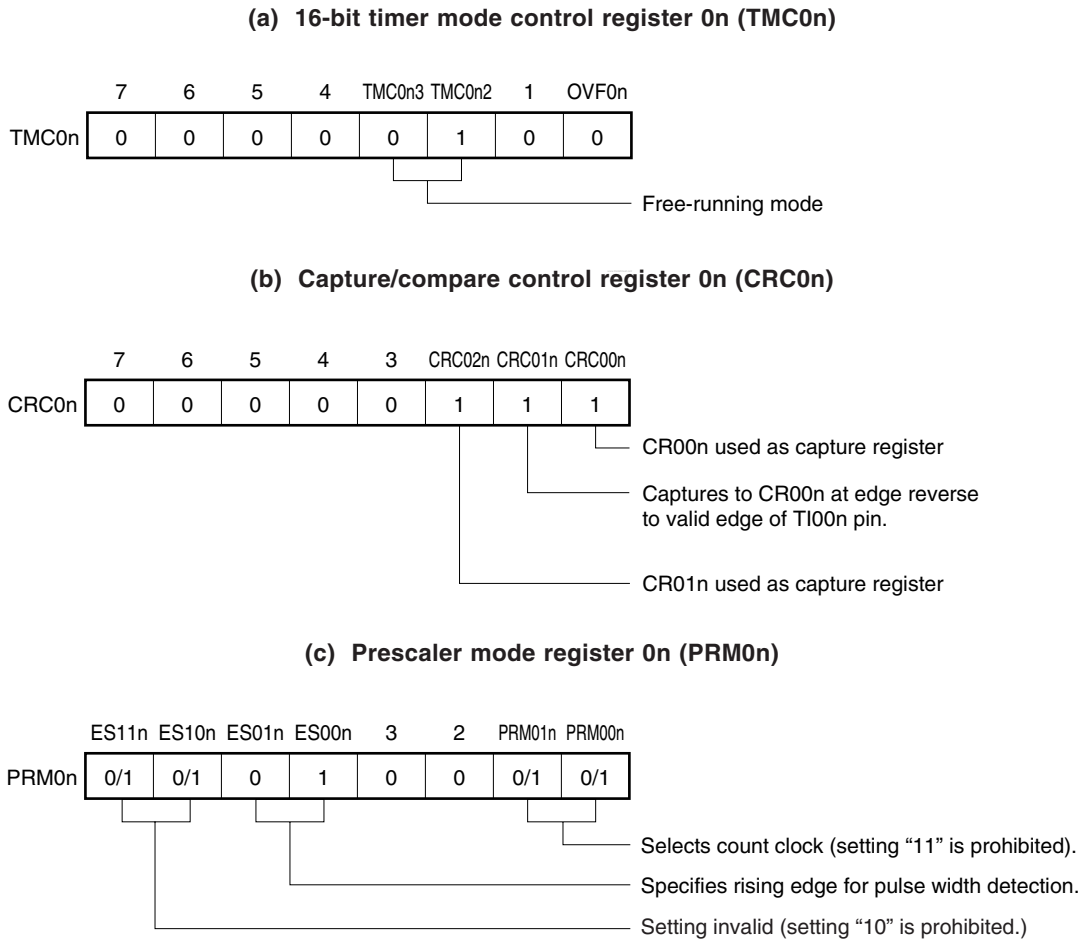 (a) 16-bit timer mode control register 0n (TMC0n)
7 6 5 4 TMC0n3 TMC0n2 1 OVF0n
TMC0n 0 0 0 0 0 1 0 0
Free-running mode
(b) Capture/compare control register 0n (CRC0n)
7 6 5 4 3 CRC02n CRC01n CRC00n
CRC0n 0 0 0 0 0 1 1 1
CR00n used as capture register
Captures to CR00n at edge reverse
to valid edge of TI00n pin.
CR01n used as capture register
(c) Prescaler mode register 0n (PRM0n)
ES11n ES10n ES01n ES00n 3 2 PRM01n PRM00n
PRM0n 0/1 0/1 0 1 0 0 0/1 0/1
Selects count clock (setting “11” is prohibited).
Specifies rising edge for pulse width detection.
Setting invalid (setting “10” is prohibited.)